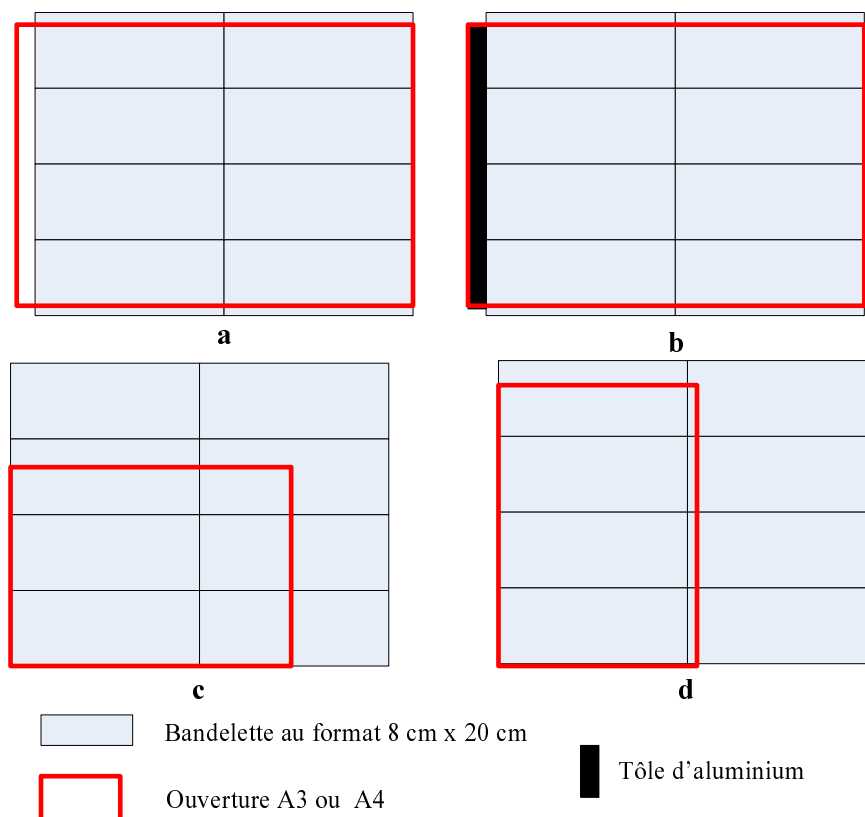 a
b
c
d
Bandelette au format 8 cm x 20 cm
Tôle d'aluminium
Ouverture A3 ou A4